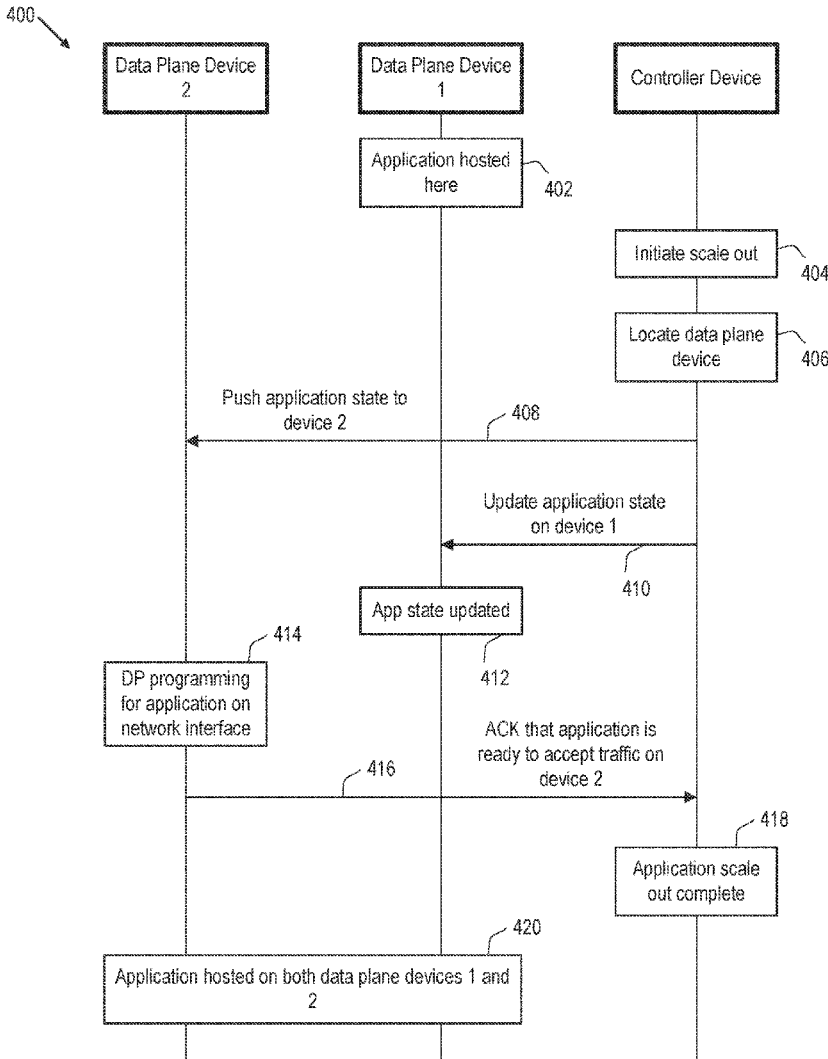 400
Data Plane Device
2
Data Plane Device
1
Controller Device
Application hosted
here
402
Initiate scale out
404
Locate data plane
device
406
Push application state to
device 2
408
Update application state
on device 1
410
App state updated
412
414
DP programming
for application on
network interface
ACK that application is
ready to accept traffic on
device 2
416
418
Application scale
out complete
420
Application hosted on both data plane devices 1 and
2